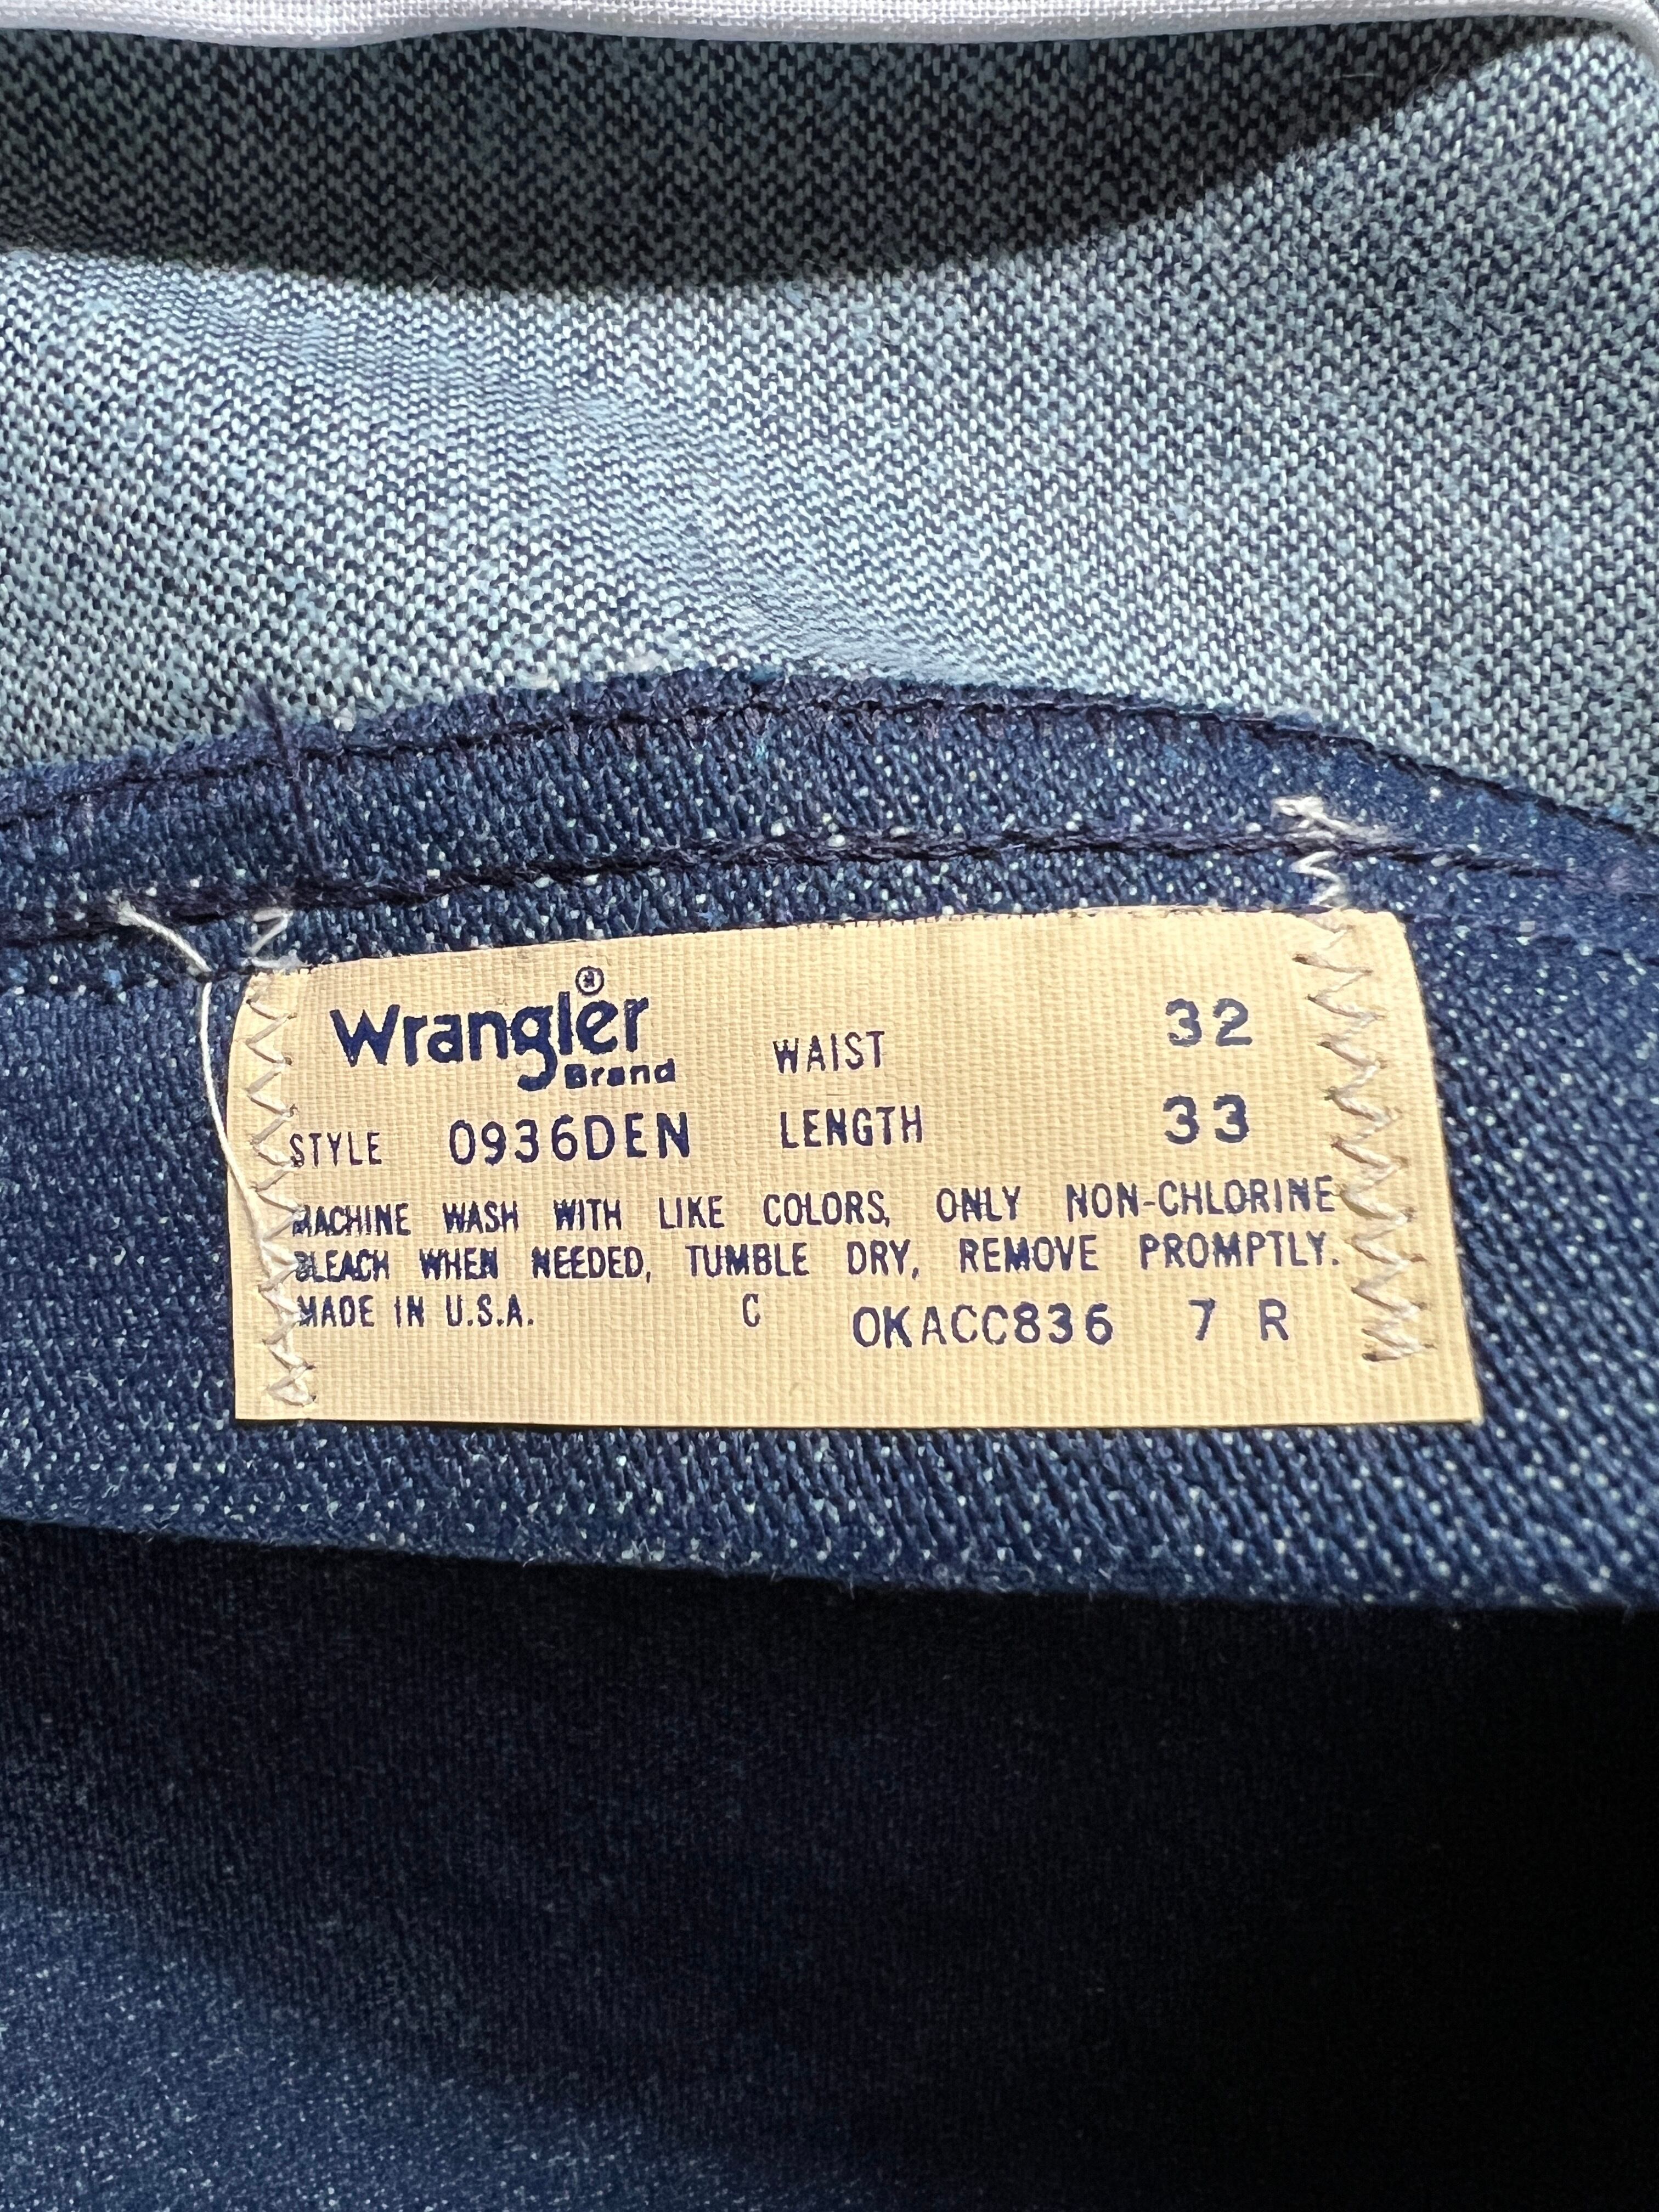 Wrangler®
Brand
WAIST 32
STYLE 0936DEN LENGTH 33
MACHINE WASH WITH LIKE COLORS, ONLY NON-CHLORINE
BLEACH WHEN NEEDED, TUMBLE DRY, REMOVE PROMPTLY.
MADE IN U.S.A. C OKACC836 7 R